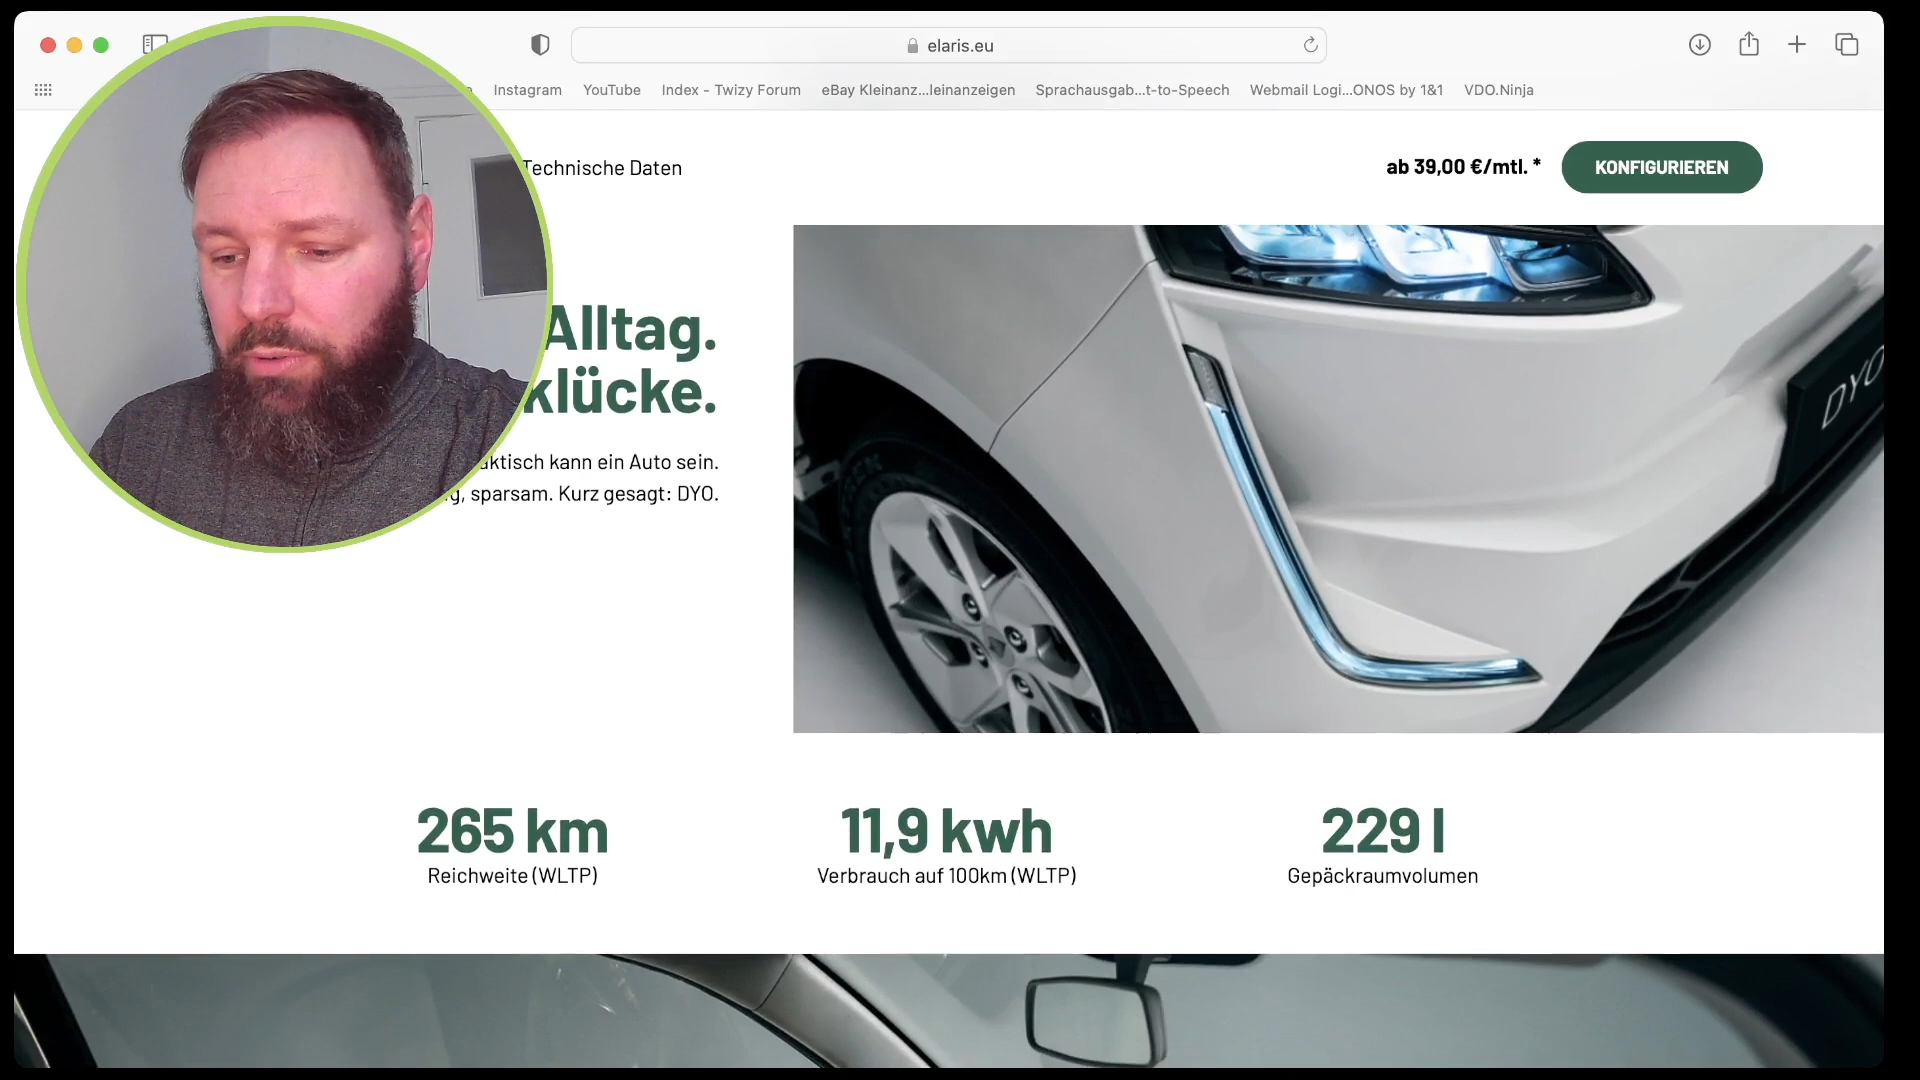 elaris.eu
Instagram YouTube Index - Twizy Forum eBay Kleinanz...leinanzeigen Sprachausgab...t-to-Speech Webmail Logi...ONOS by 1&1 VDO.Ninja
Technische Daten ab 39,00 €/mtl. * KONFIGURIEREN
Alltag.
klücke.
aktisch kann ein Auto sein.
sparsam. Kurz gesagt: DYO.
DYO
265 km
Reichweite (WLTP)
11,9 kwh
Verbrauch auf 100km (WLTP)
229 l
Gepäckraumvolumen